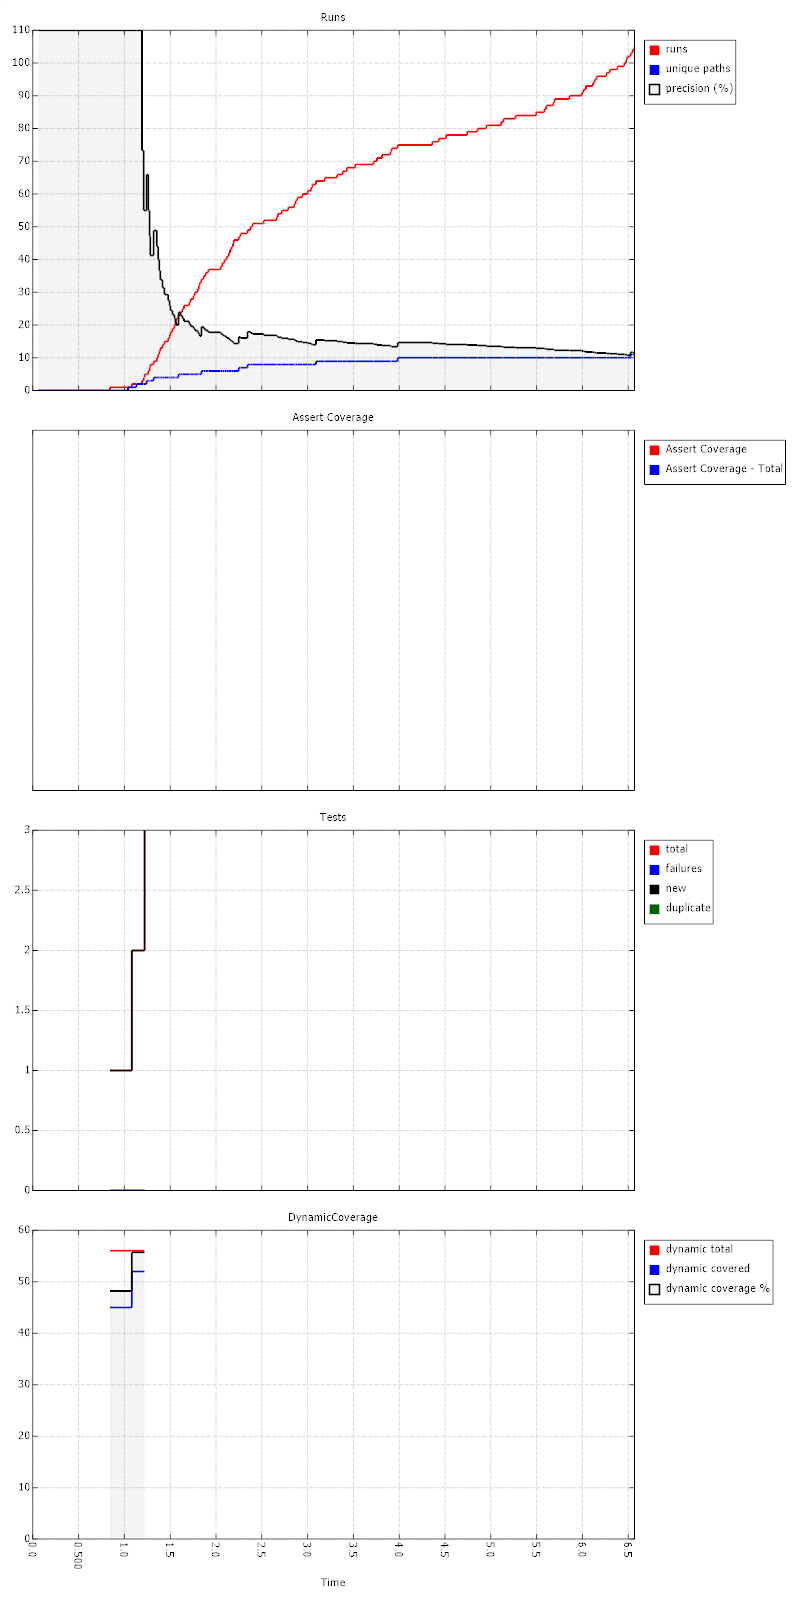 Runs
110
100
90
80
70
60
50
40
30
20
10
0
runs
unique paths
precision (%)
Assert Coverage
Assert Coverage
Assert Coverage - Total
Tests
3
2.5
2
1.5
1
0.5
0
total
failures
new
duplicate
DynamicCoverage
60
50
40
30
20
10
0
dynamic total
dynamic covered
dynamic coverage %
0.0
0.500
1.0
1.5
2.0
2.5
3.0
3.5
4.0
4.5
5.0
5.5
6.0
6.5
Time